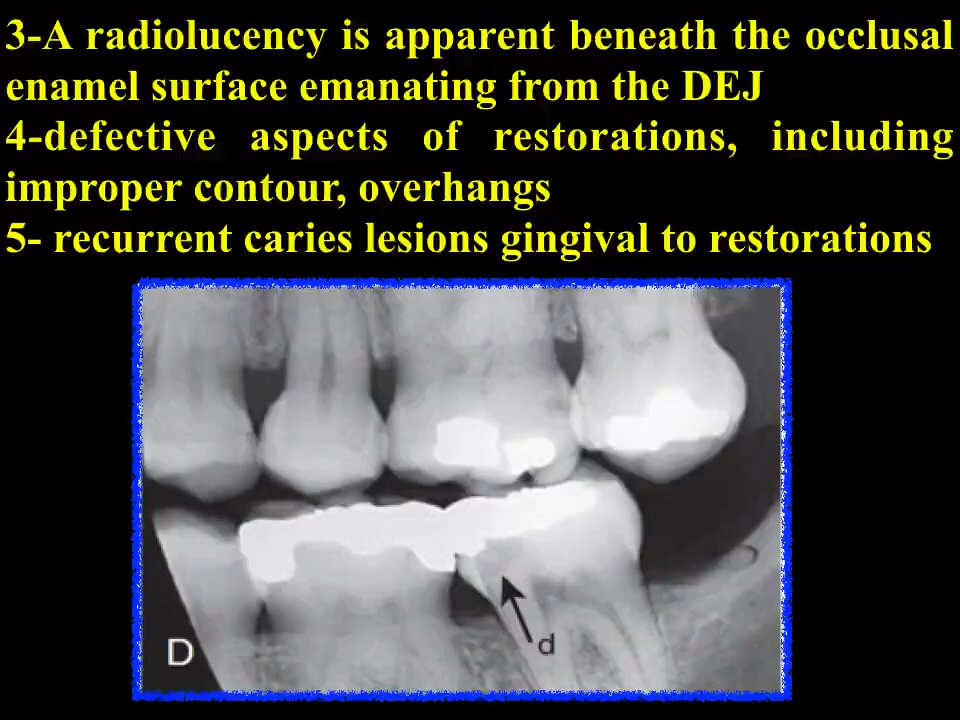 3-A radiolucency is apparent beneath the occlusal
enamel surface emanating from the DEJ
4-defective aspects of restorations, including
improper contour, overhangs
5- recurrent caries lesions gingival to restorations
D
d